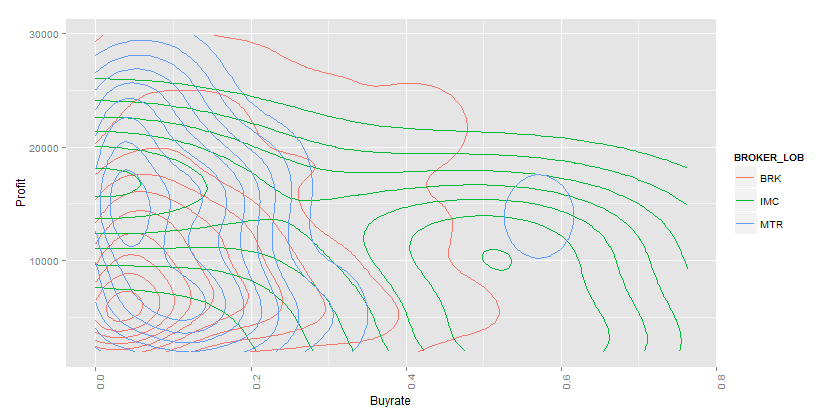 30000
20000
10000
Profit
0.0
0.2
0.4
0.6
0.8
Buyrate
BROKER_LOB
BRK
IMC
MTR